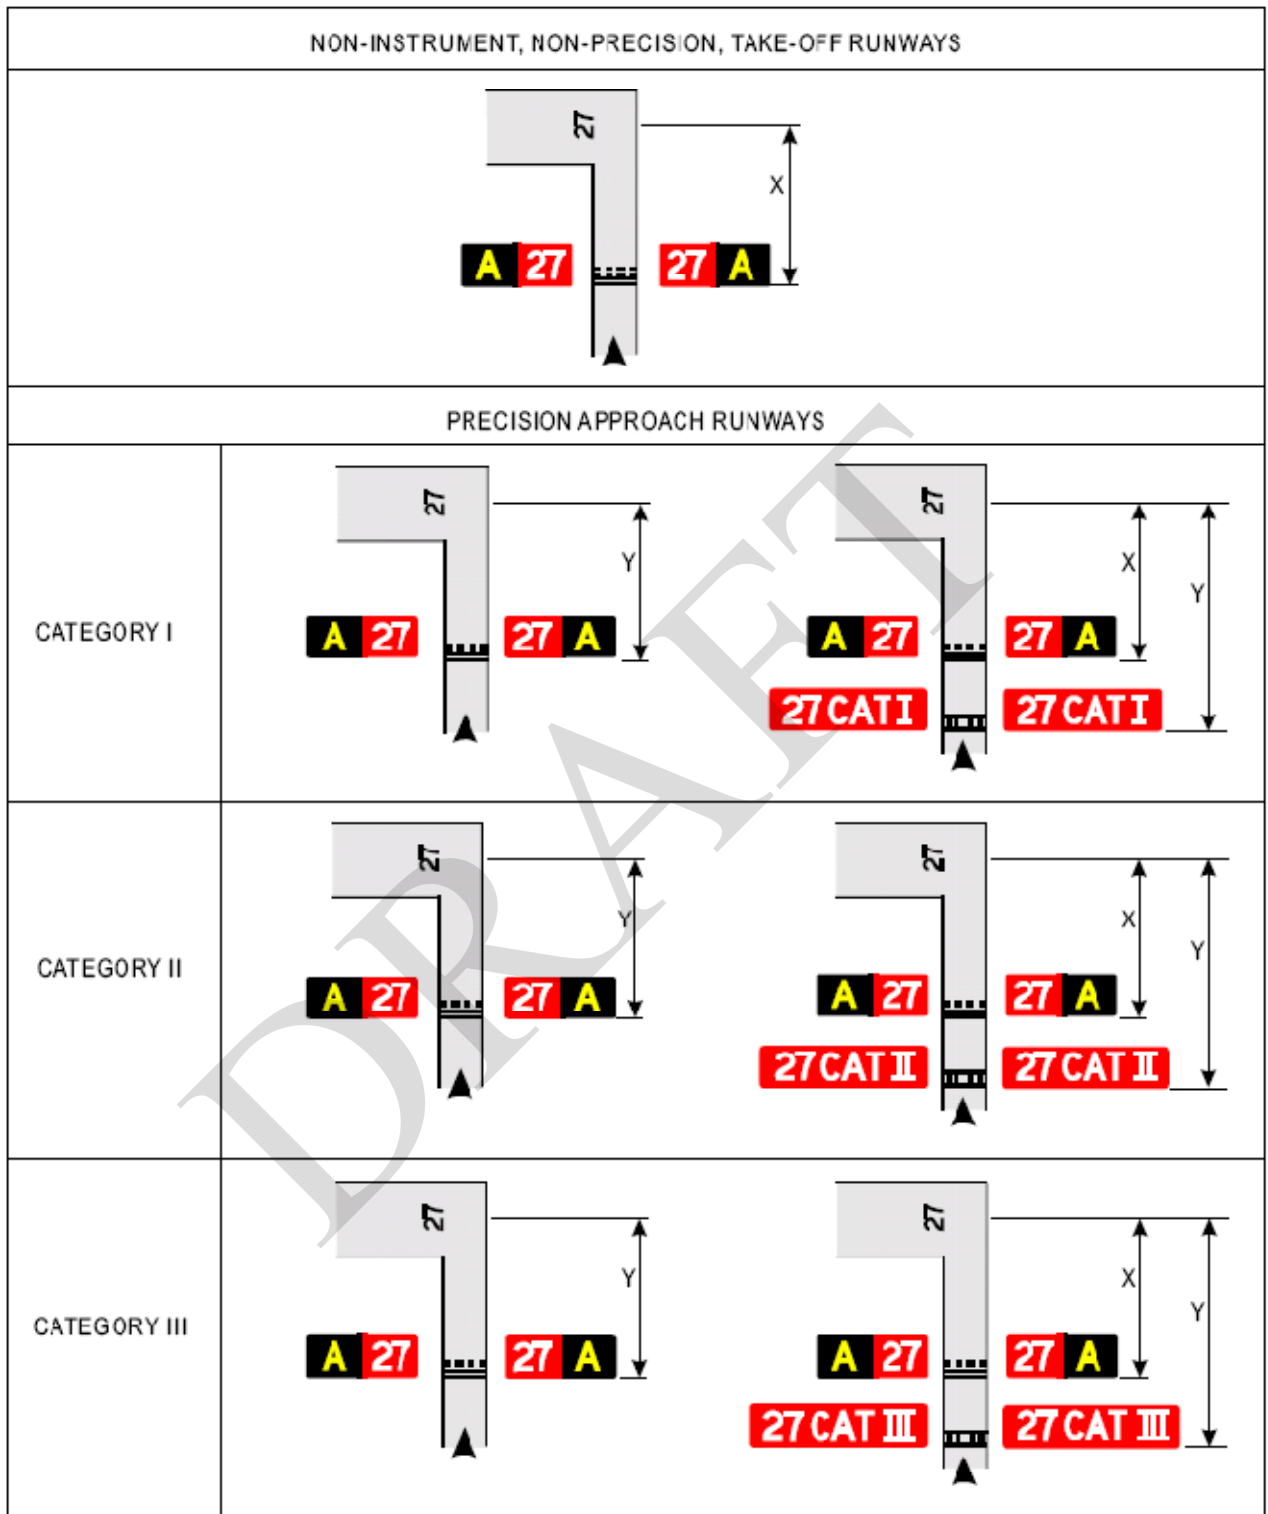 NON-INSTRUMENT, NON-PRECISION, TAKE-OFF RUNWAYS
27
X
A 27 27 A
PRECISION APPROACH RUNWAYS
CATEGORY I
27
Y
A 27 27 A
27
X
Y
A 27 27 A
27 CAT I 27 CAT I
CATEGORY II
27
Y
A 27 27 A
27
X
Y
A 27 27 A
27 CAT II 27 CAT II
CATEGORY III
27
Y
A 27 27 A
27
X
Y
A 27 27 A
27 CAT III 27 CAT III
DRAFT